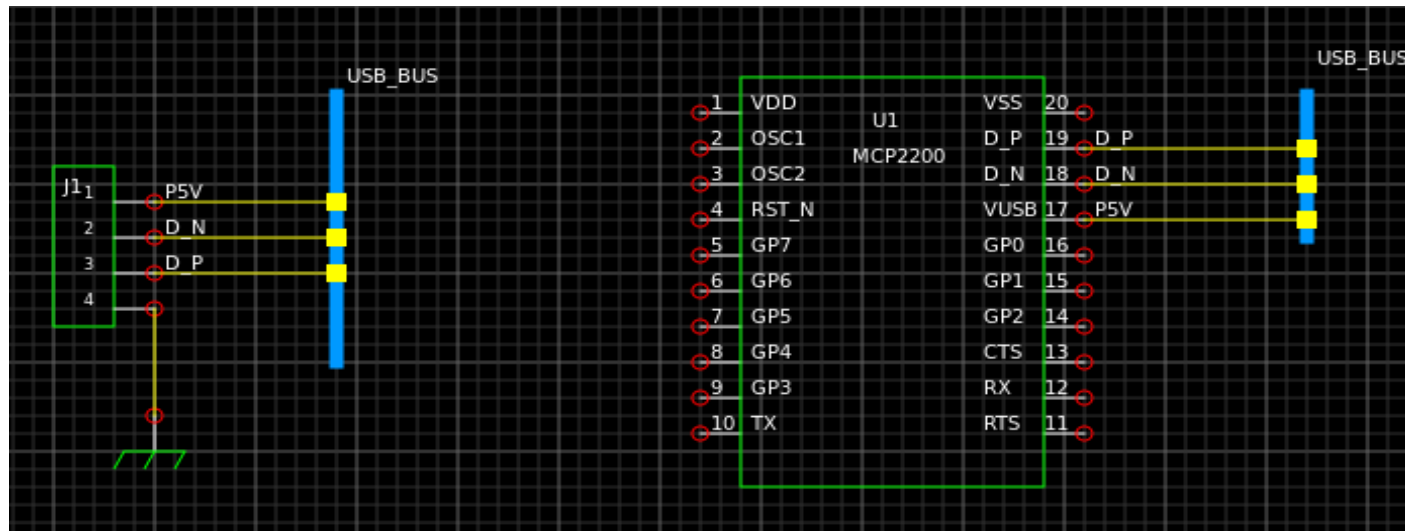 USB_BUS
J1
1 P5V
2 D_N
3 D_P
4
U1
MCP2200
1 VDD
2 OSC1
3 OSC2
4 RST_N
5 GP7
6 GP6
7 GP5
8 GP4
9 GP3
10 TX
VSS 20
D_P 19 D_P
D_N 18 D_N
VUSB 17 P5V
GP0 16
GP1 15
GP2 14
CTS 13
RX 12
RTS 11
USB_BUS